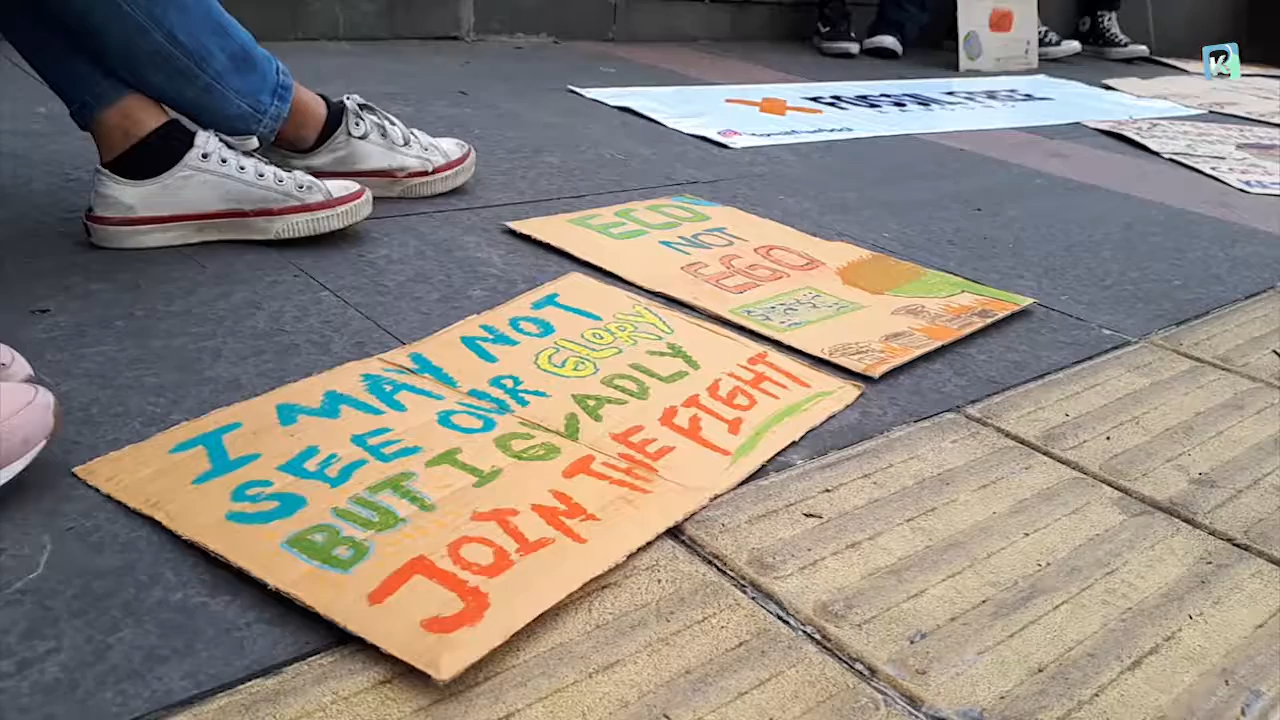 I MAY NOT
SEE OUR GLORY
BUT I GLADLY
JOIN THE FIGHT
ECO
NOT
EGO
FOSSIL FREE